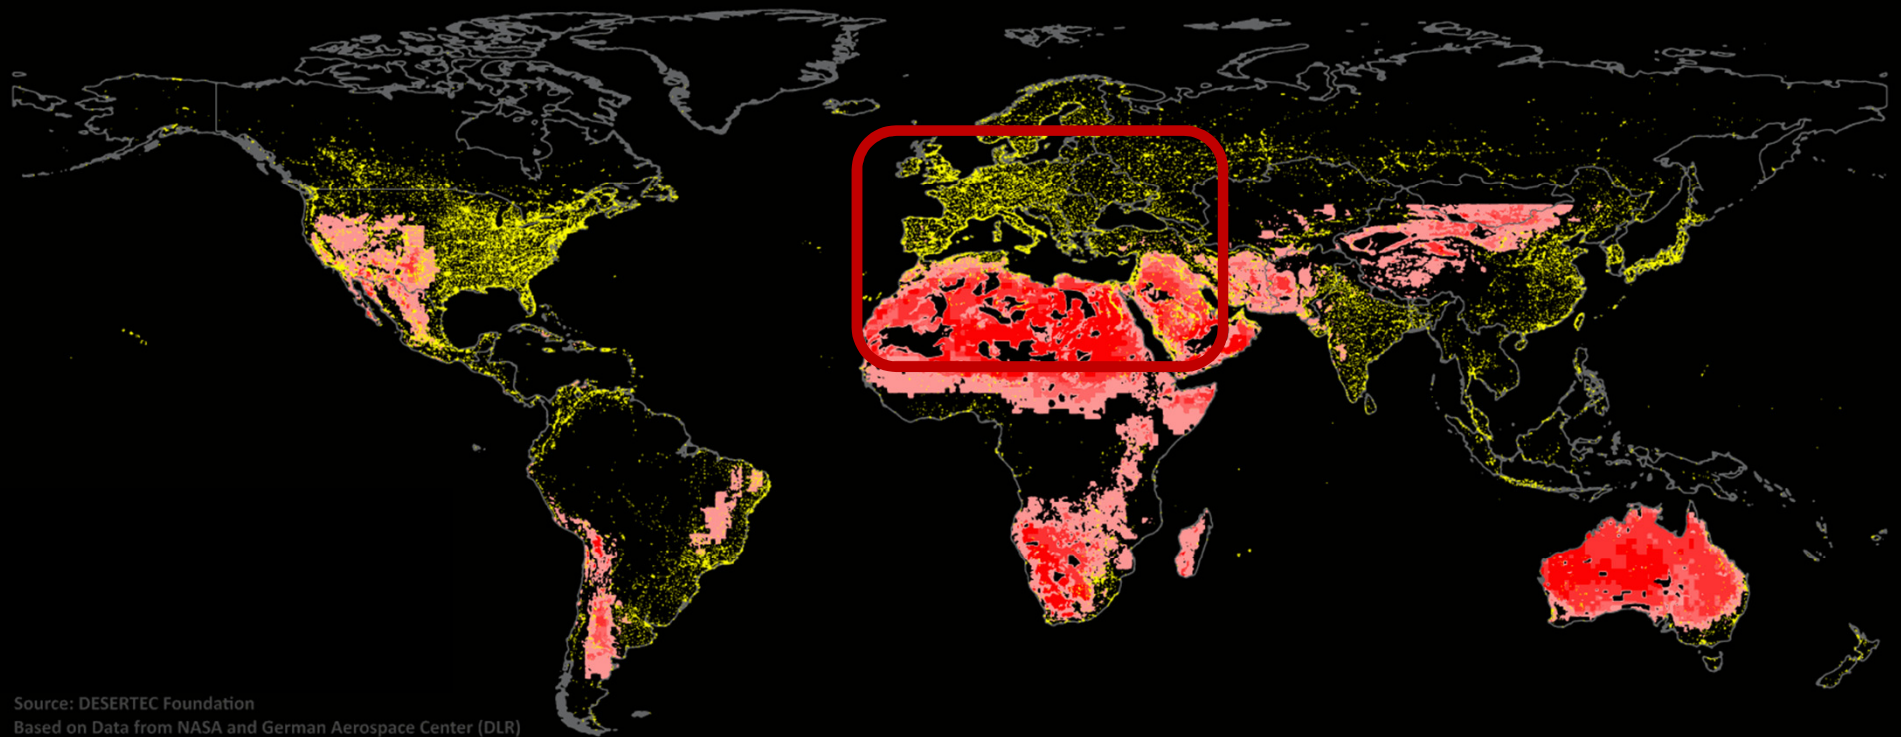 Source: DESERTEC Foundation
Based on Data from NASA and German Aerospace Center (DLR)